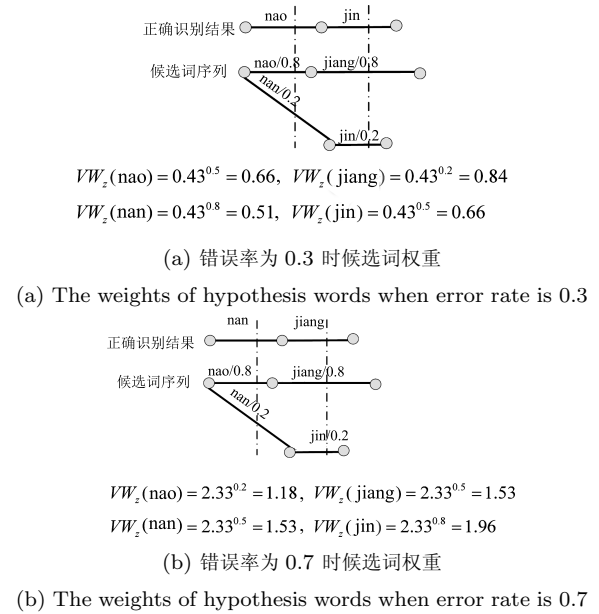 nao jin
正确识别结果
nao/0.8 jiang/0.8
候选词序列
nan/0.2
jin/0.2
VW_z(nao) = 0.43^0.5 = 0.66, VW_z(jiang) = 0.43^0.2 = 0.84
VW_z(nan) = 0.43^0.8 = 0.51, VW_z(jin) = 0.43^0.5 = 0.66
(a) 错误率为 0.3 时候选词权重
(a) The weights of hypothesis words when error rate is 0.3
nan jiang
正确识别结果
nao/0.8 jiang/0.8
候选词序列
nan/0.2
jin/0.2
VW_z(nao) = 2.33^0.2 = 1.18, VW_z(jiang) = 2.33^0.5 = 1.53
VW_z(nan) = 2.33^0.5 = 1.53, VW_z(jin) = 2.33^0.8 = 1.96
(b) 错误率为 0.7 时候选词权重
(b) The weights of hypothesis words when error rate is 0.7